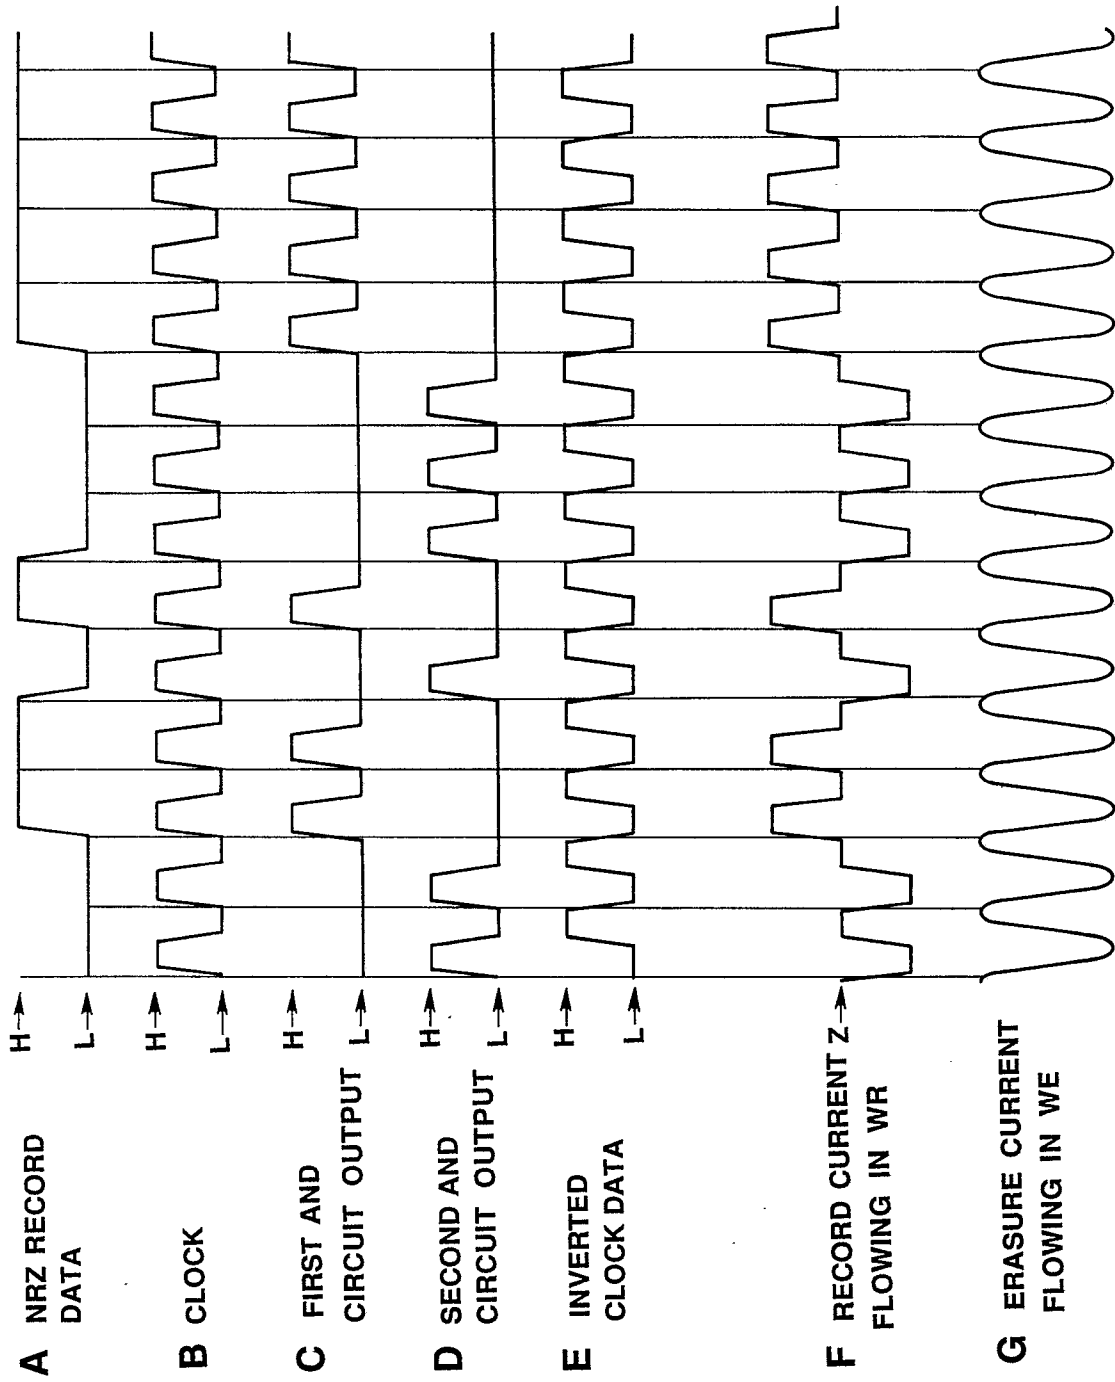 A NRZ RECORD
DATA
H
L
B CLOCK
H
L
C FIRST AND
CIRCUIT OUTPUT
H
L
D SECOND AND
CIRCUIT OUTPUT
H
L
E INVERTED
CLOCK DATA
H
L
F RECORD CURRENT Z
FLOWING IN WR
G ERASURE CURRENT
FLOWING IN WE